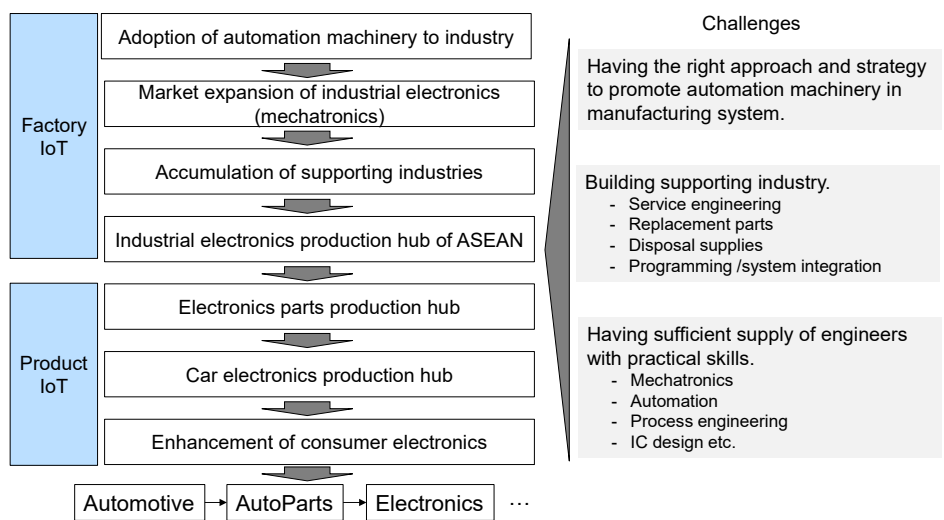 Factory
IoT
Adoption of automation machinery to industry
Market expansion of industrial electronics
(mechatronics)
Accumulation of supporting industries
Industrial electronics production hub of ASEAN
Product
IoT
Electronics parts production hub
Car electronics production hub
Enhancement of consumer electronics
Automotive
AutoParts
Electronics
...
Challenges
Having the right approach and strategy
to promote automation machinery in
manufacturing system.
Building supporting industry.
- Service engineering
- Replacement parts
- Disposal supplies
- Programming /system integration
Having sufficient supply of engineers
with practical skills.
- Mechatronics
- Automation
- Process engineering
- IC design etc.